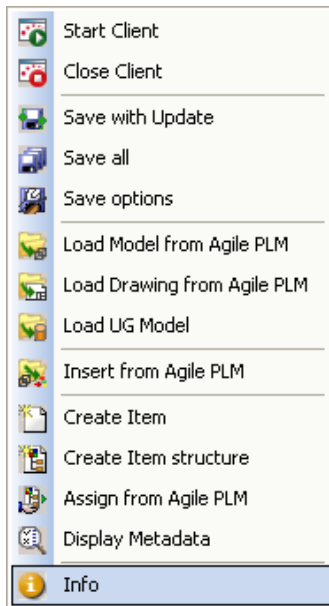 Start Client
Close Client
Save with Update
Save all
Save options
Load Model from Agile PLM
Load Drawing from Agile PLM
Load UG Model
Insert from Agile PLM
Create Item
Create Item structure
Assign from Agile PLM
Display Metadata
Info